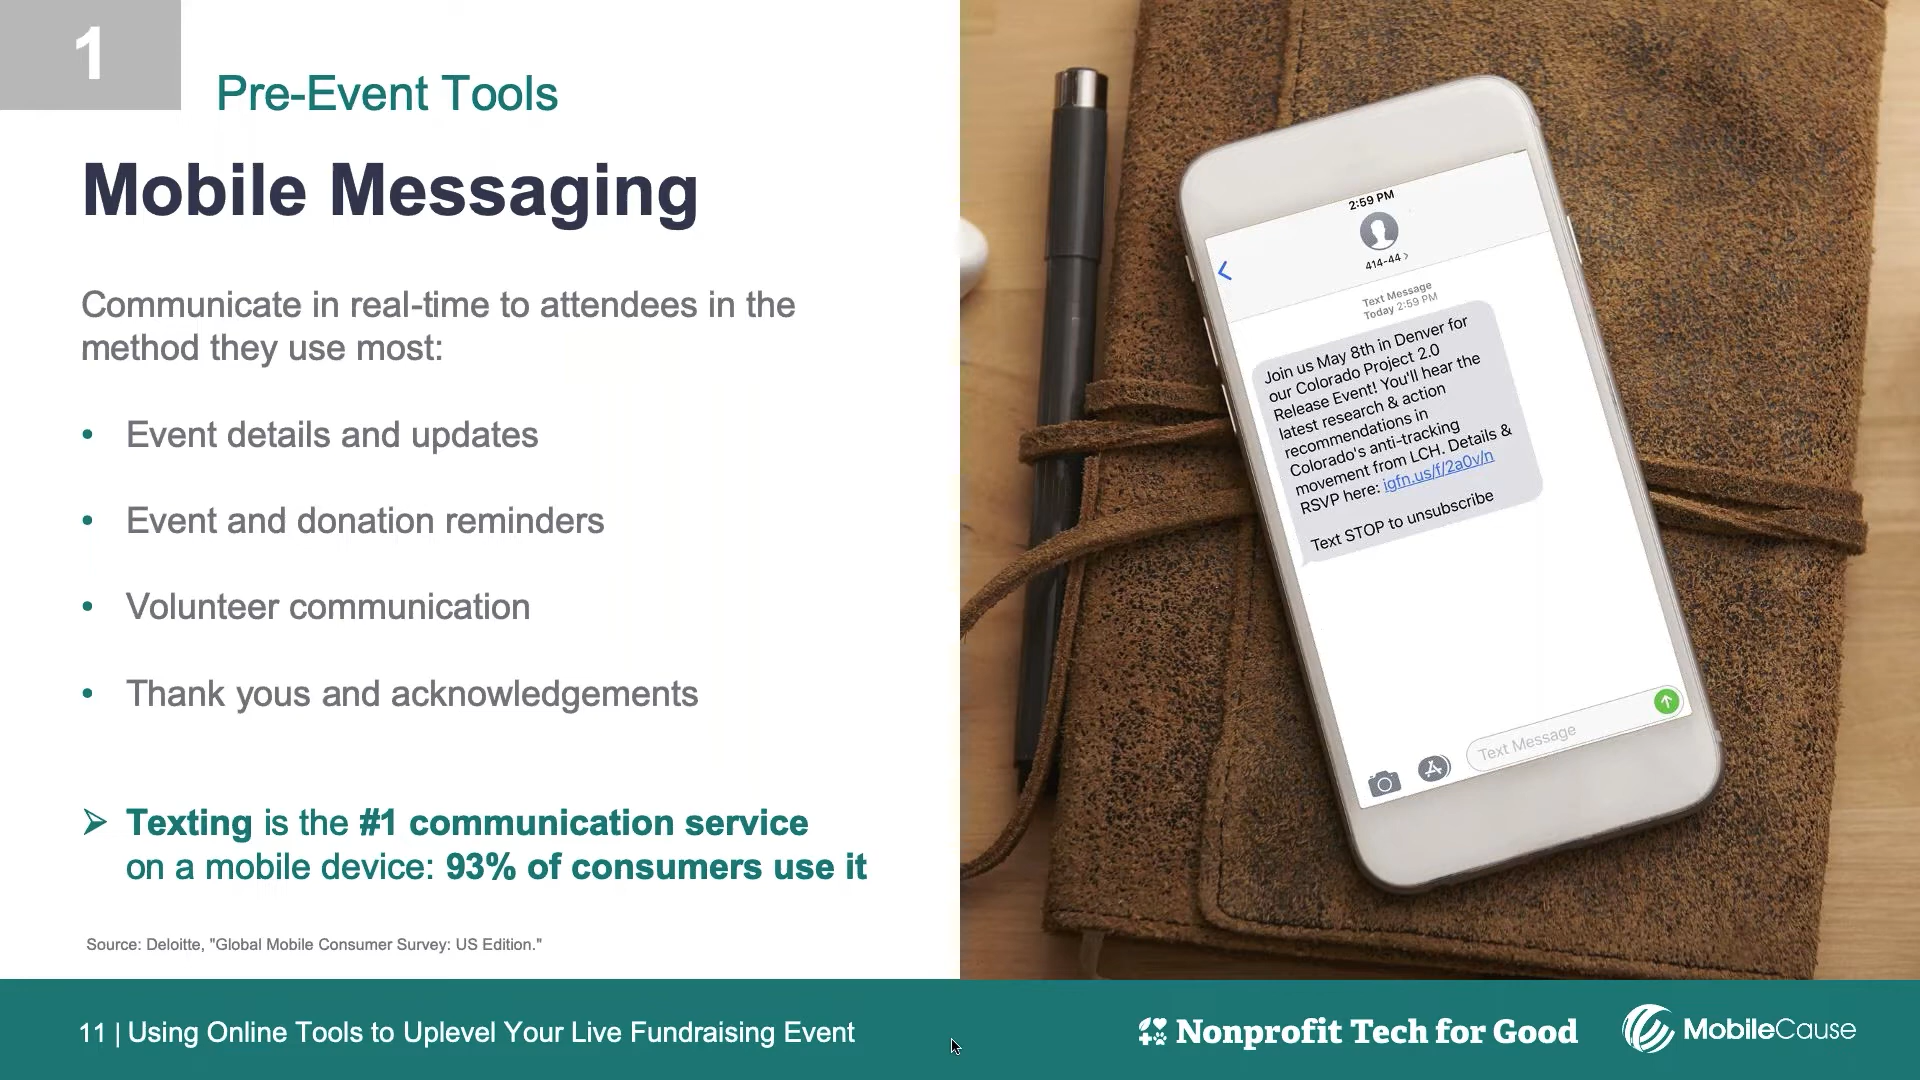 1
Pre-Event Tools
Mobile Messaging
Communicate in real-time to attendees in the
method they use most:
• Event details and updates
• Event and donation reminders
• Volunteer communication
• Thank yous and acknowledgements
➢ Texting is the #1 communication service
on a mobile device: 93% of consumers use it
Source: Deloitte, "Global Mobile Consumer Survey: US Edition."
2:59 PM
414-44 >
Text Message
Today 2:59 PM
Join us May 8th in Denver for
our Colorado Project 2.0
Release Event! You'll hear the
latest research & action
recommendations in
Colorado's anti-tracking
movement from LCH. Details &
RSVP here: igfn.us/f/2a0v/n
Text STOP to unsubscribe
Text Message
11 | Using Online Tools to Uplevel Your Live Fundraising Event
Nonprofit Tech for Good
MobileCause